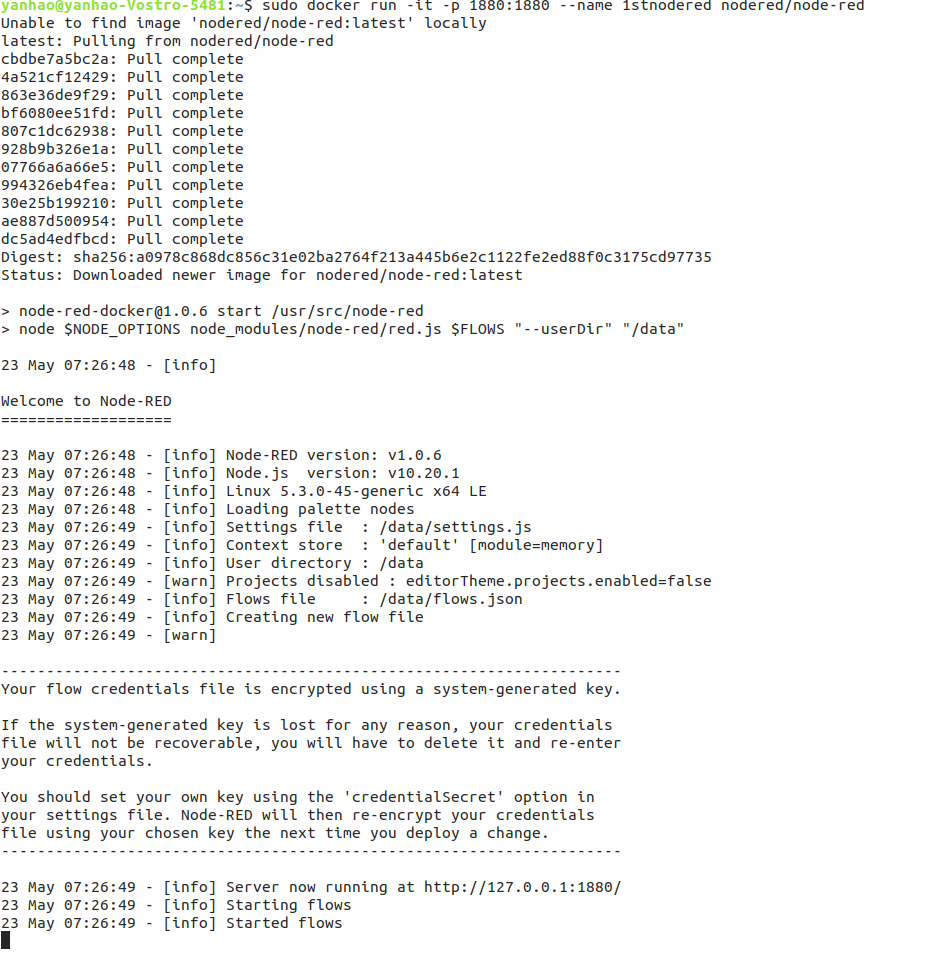 yanhao@yanhao-Vostro-5481:~$ sudo docker run -it -p 1880:1880 --name 1stnodered nodered/node-red
Unable to find image 'nodered/node-red:latest' locally
latest: Pulling from nodered/node-red
cbdbe7a5bc2a: Pull complete
4a521cf12429: Pull complete
863e36de9f29: Pull complete
bf6080ee51fd: Pull complete
807c1dc62938: Pull complete
928b9b326e1a: Pull complete
07766a6a66e5: Pull complete
994326eb4fea: Pull complete
30e25b199210: Pull complete
ae887d500954: Pull complete
dc5ad4edfbcd: Pull complete
Digest: sha256:a0978c868dc856c31e02ba2764f213a445b6e2c1122fe2ed88f0c3175cd97735
Status: Downloaded newer image for nodered/node-red:latest

> node-red-docker@1.0.6 start /usr/src/node-red
> node $NODE_OPTIONS node_modules/node-red/red.js $FLOWS "--userDir" "/data"

23 May 07:26:48 - [info]

Welcome to Node-RED
===================

23 May 07:26:48 - [info] Node-RED version: v1.0.6
23 May 07:26:48 - [info] Node.js  version: v10.20.1
23 May 07:26:48 - [info] Linux 5.3.0-45-generic x64 LE
23 May 07:26:48 - [info] Loading palette nodes
23 May 07:26:49 - [info] Settings file  : /data/settings.js
23 May 07:26:49 - [info] Context store  : 'default' [module=memory]
23 May 07:26:49 - [info] User directory : /data
23 May 07:26:49 - [warn] Projects disabled : editorTheme.projects.enabled=false
23 May 07:26:49 - [info] Flows file     : /data/flows.json
23 May 07:26:49 - [info] Creating new flow file
23 May 07:26:49 - [warn]

---------------------------------------------------------------------
Your flow credentials file is encrypted using a system-generated key.

If the system-generated key is lost for any reason, your credentials
file will not be recoverable, you will have to delete it and re-enter
your credentials.

You should set your own key using the 'credentialSecret' option in
your settings file. Node-RED will then re-encrypt your credentials
file using your chosen key the next time you deploy a change.
---------------------------------------------------------------------

23 May 07:26:49 - [info] Server now running at http://127.0.0.1:1880/
23 May 07:26:49 - [info] Starting flows
23 May 07:26:49 - [info] Started flows